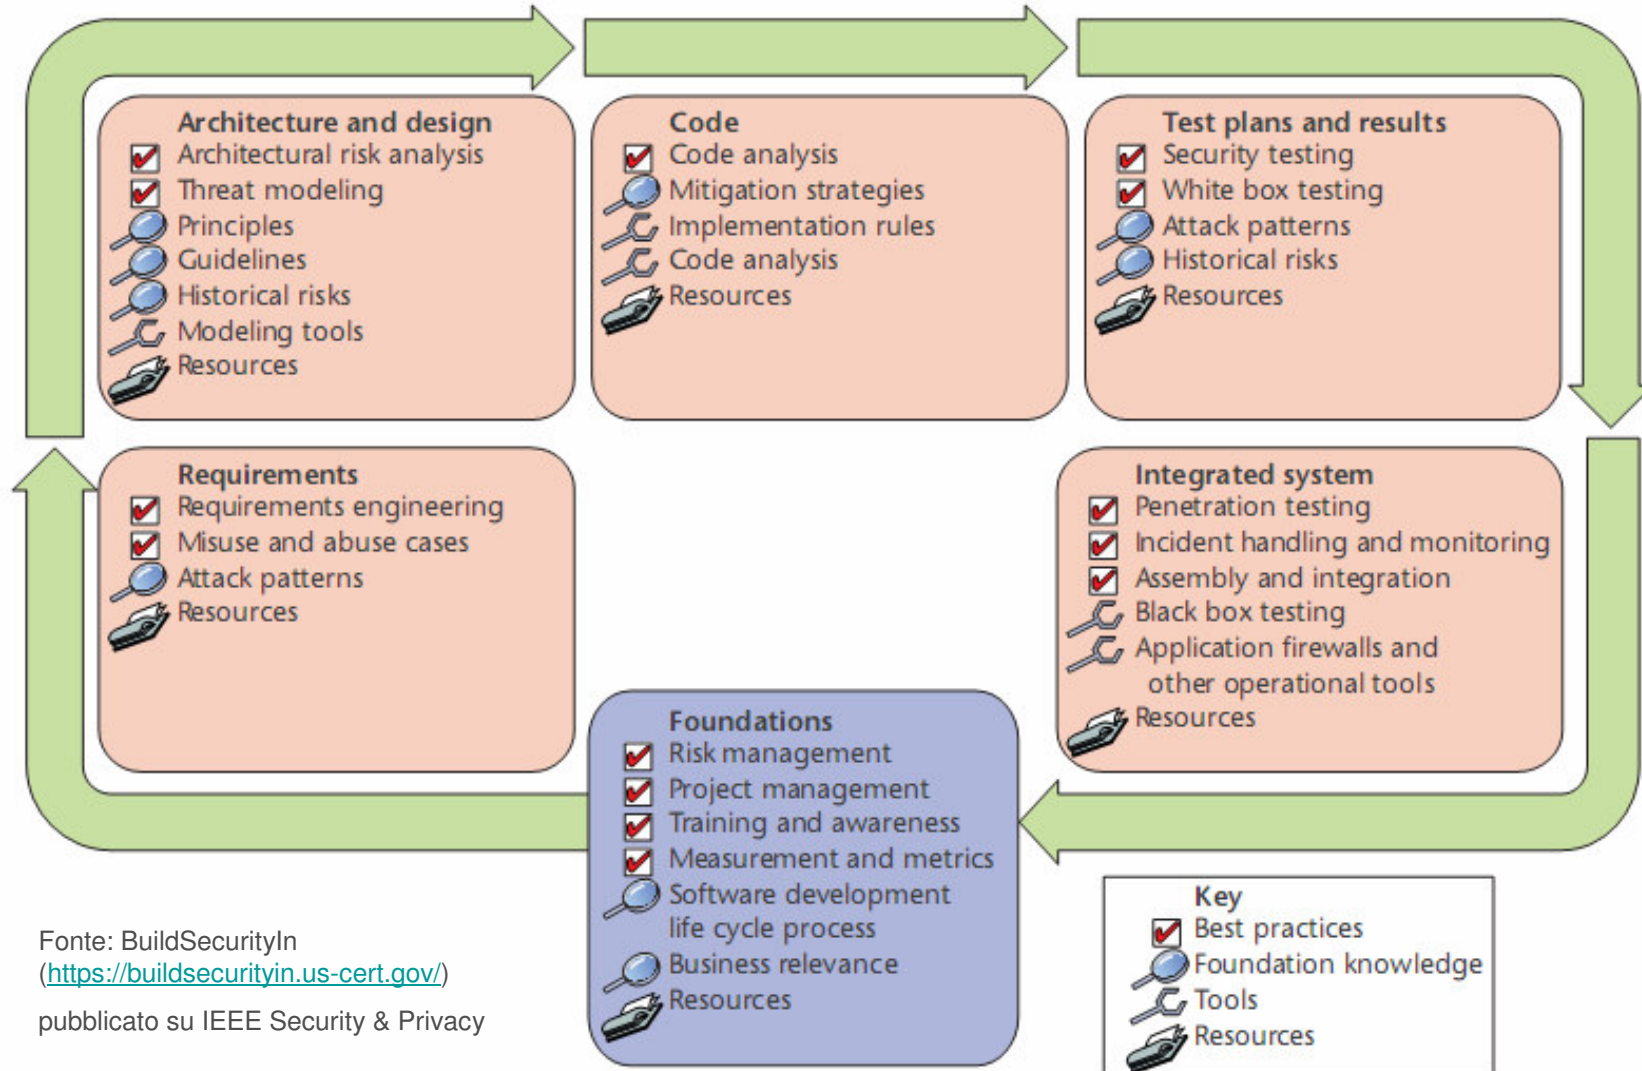 Architecture and design
Architectural risk analysis
Threat modeling
Principles
Guidelines
Historical risks
Modeling tools
Resources
Code
Code analysis
Mitigation strategies
Implementation rules
Code analysis
Resources
Test plans and results
Security testing
White box testing
Attack patterns
Historical risks
Resources
Requirements
Requirements engineering
Misuse and abuse cases
Attack patterns
Resources
Integrated system
Penetration testing
Incident handling and monitoring
Assembly and integration
Black box testing
Application firewalls and
other operational tools
Resources
Foundations
Risk management
Project management
Training and awareness
Measurement and metrics
Software development
life cycle process
Business relevance
Resources
Key
Best practices
Foundation knowledge
Tools
Resources
Fonte: BuildSecurityIn
(https://buildsecurityin.us-cert.gov/)
pubblicato su IEEE Security & Privacy